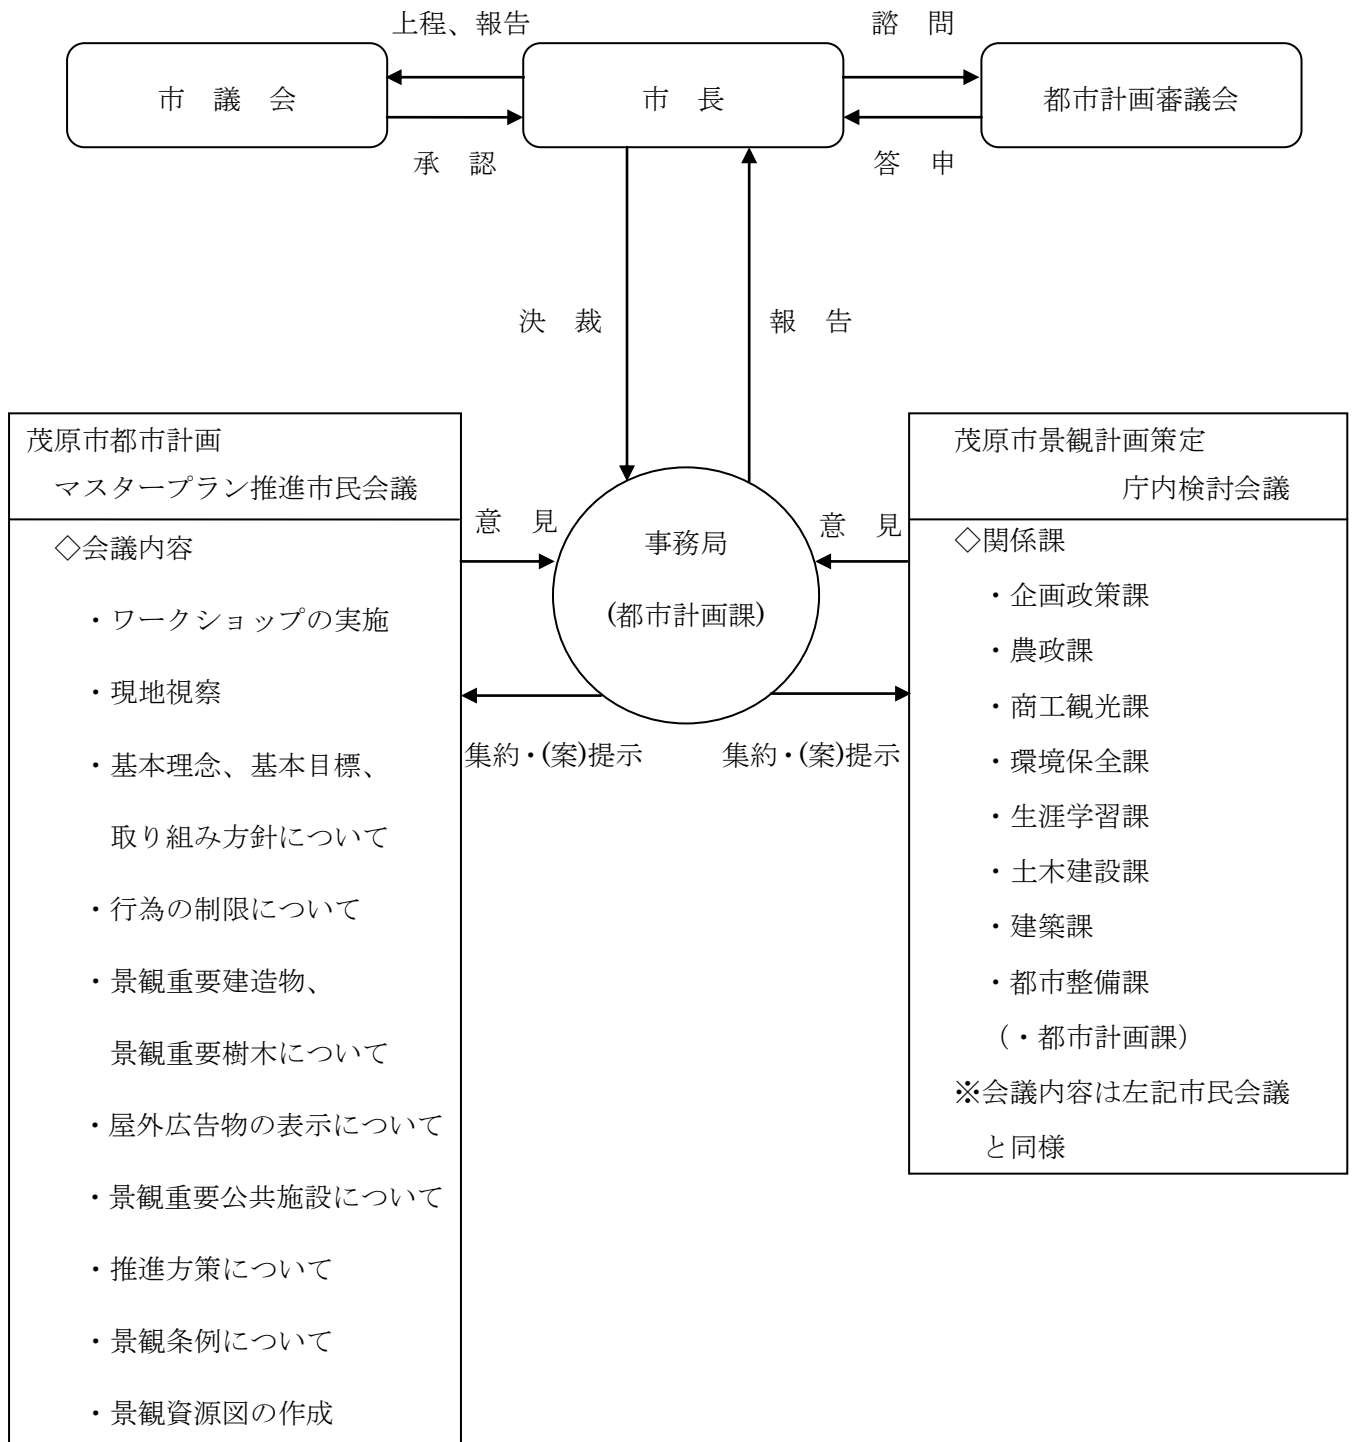 上程、報告
諮　問
市　議　会
市　長
都市計画審議会
承　認
答　申
決　裁
報　告
茂原市都市計画
マスタープラン推進市民会議
◇会議内容
・ワークショップの実施
・現地視察
・基本理念、基本目標、
取り組み方針について
・行為の制限について
・景観重要建造物、
景観重要樹木について
・屋外広告物の表示について
・景観重要公共施設について
・推進方策について
・景観条例について
・景観資源図の作成
意　見
事務局
(都市計画課)
意　見
集約・(案)提示
集約・(案)提示
茂原市景観計画策定
庁内検討会議
◇関係課
・企画政策課
・農政課
・商工観光課
・環境保全課
・生涯学習課
・土木建設課
・建築課
・都市整備課
（・都市計画課）
※会議内容は左記市民会議
と同様